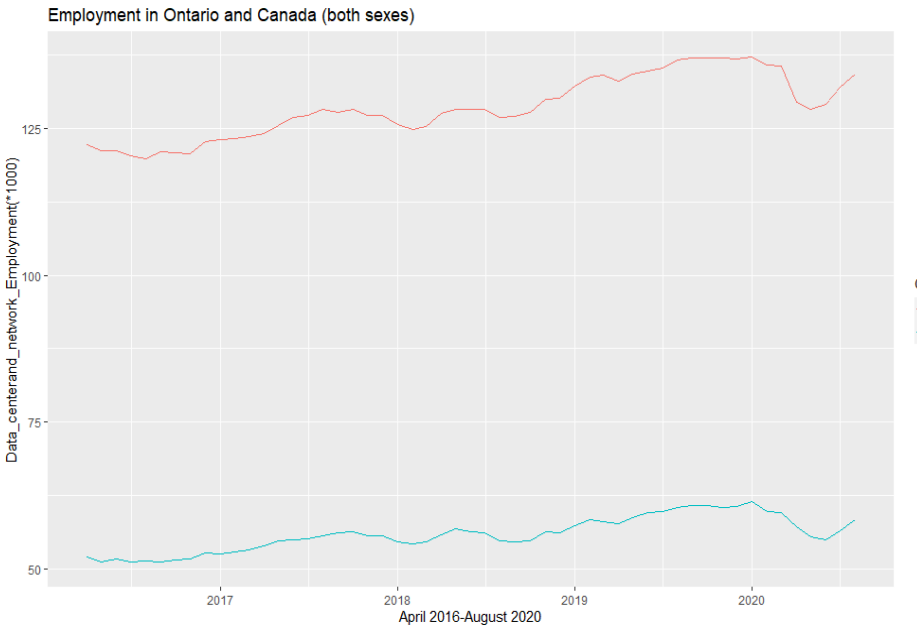 Employment in Ontario and Canada (both sexes)
Data_centerand_network_Employment(*1000)
125
100
75
50
2017 2018 2019 2020
April 2016-August 2020